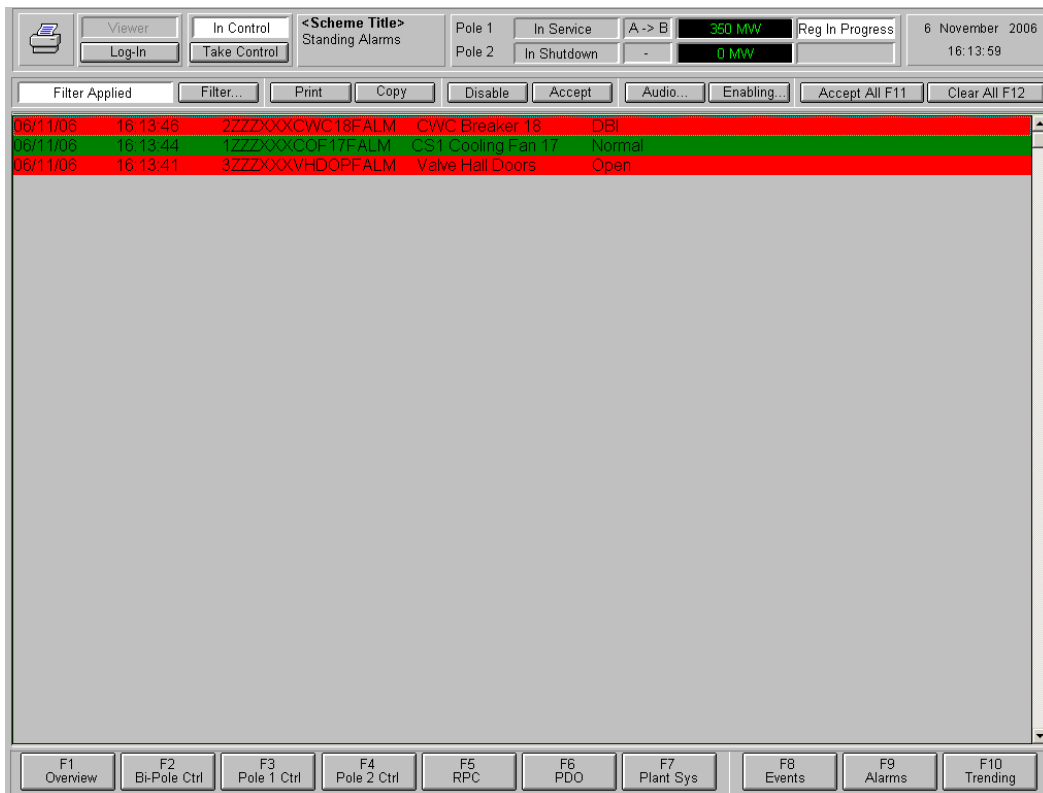 Viewer In Control <Scheme Title> Pole 1 In Service A -> B 350 MW Reg In Progress 6 November 2006
Log-In Take Control Standing Alarms Pole 2 In Shutdown - 0 MW 16:13:59
Filter Applied Filter... Print Copy Disable Accept Audio... Enabling... Accept All F11 Clear All F12
06/11/06 16:13:46 2ZZZXXXCWC18FALM CWC Breaker 18 DBI
06/11/06 16:13:44 1ZZZXXXCOF17FALM CS1 Cooling Fan 17 Normal
06/11/06 16:13:41 3ZZZXXXVHDOPFALM Valve Hall Doors Open
F1 F2 F3 F4 F5 F6 F7 F8 F9 F10
Overview Bi-Pole Ctrl Pole 1 Ctrl Pole 2 Ctrl RPC PDO Plant Sys Events Alarms Trending